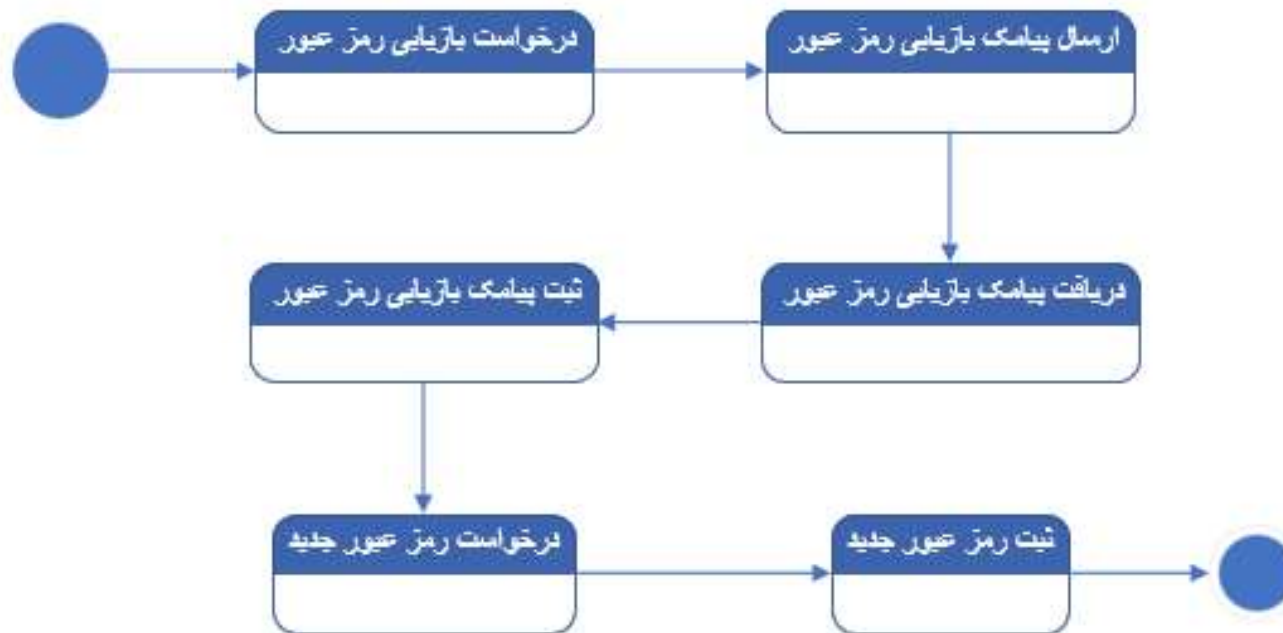 درخواست بازیابی رمز عبور
ارسال پیامک بازیابی رمز عبور
دریافت پیامک بازیابی رمز عبور
ثبت پیامک بازیابی رمز عبور
درخواست رمز عبور جدید
ثبت رمز عبور جدید